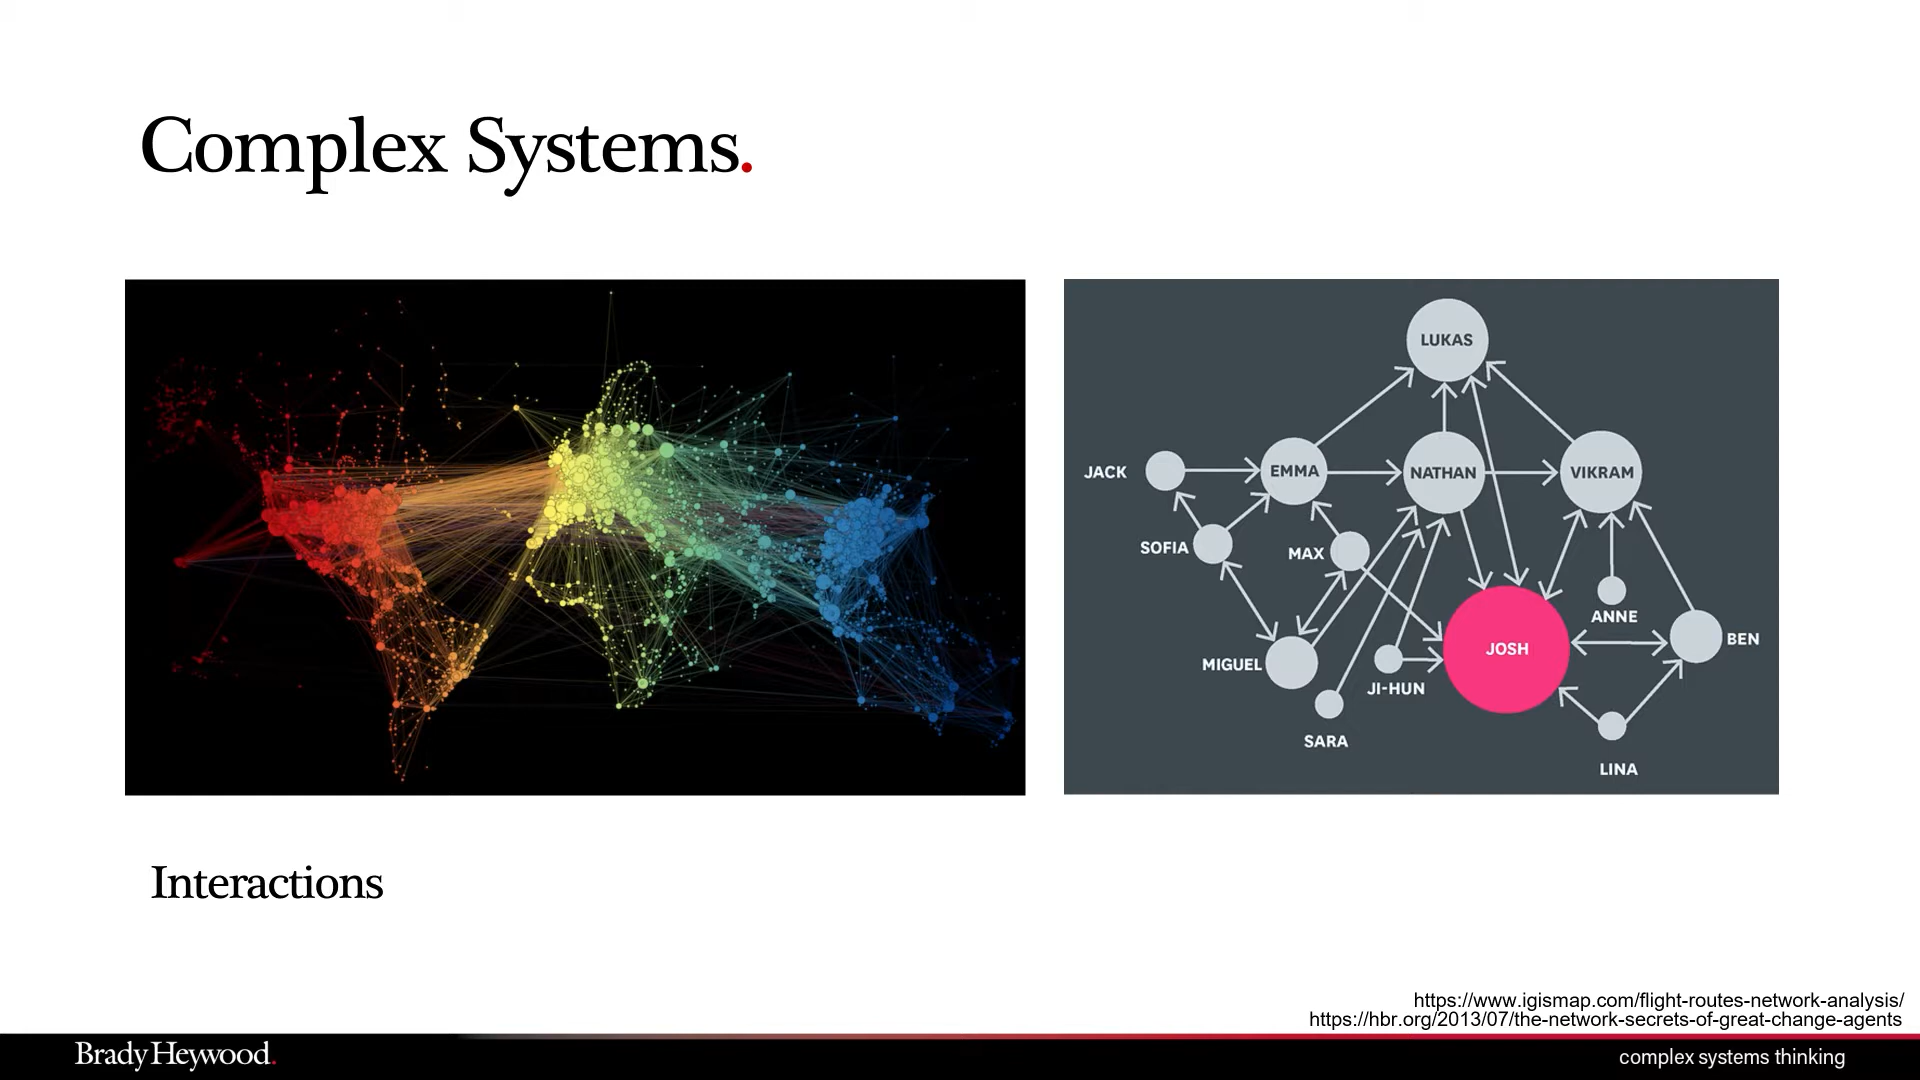 Complex Systems.
LUKAS
JACK
EMMA
NATHAN
VIKRAM
SOFIA
MAX
ANNE
JOSH
BEN
MIGUEL
JI-HUN
SARA
LINA
Interactions
https://www.igismap.com/flight-routes-network-analysis/
https://hbr.org/2013/07/the-network-secrets-of-great-change-agents
Brady Heywood.
complex systems thinking